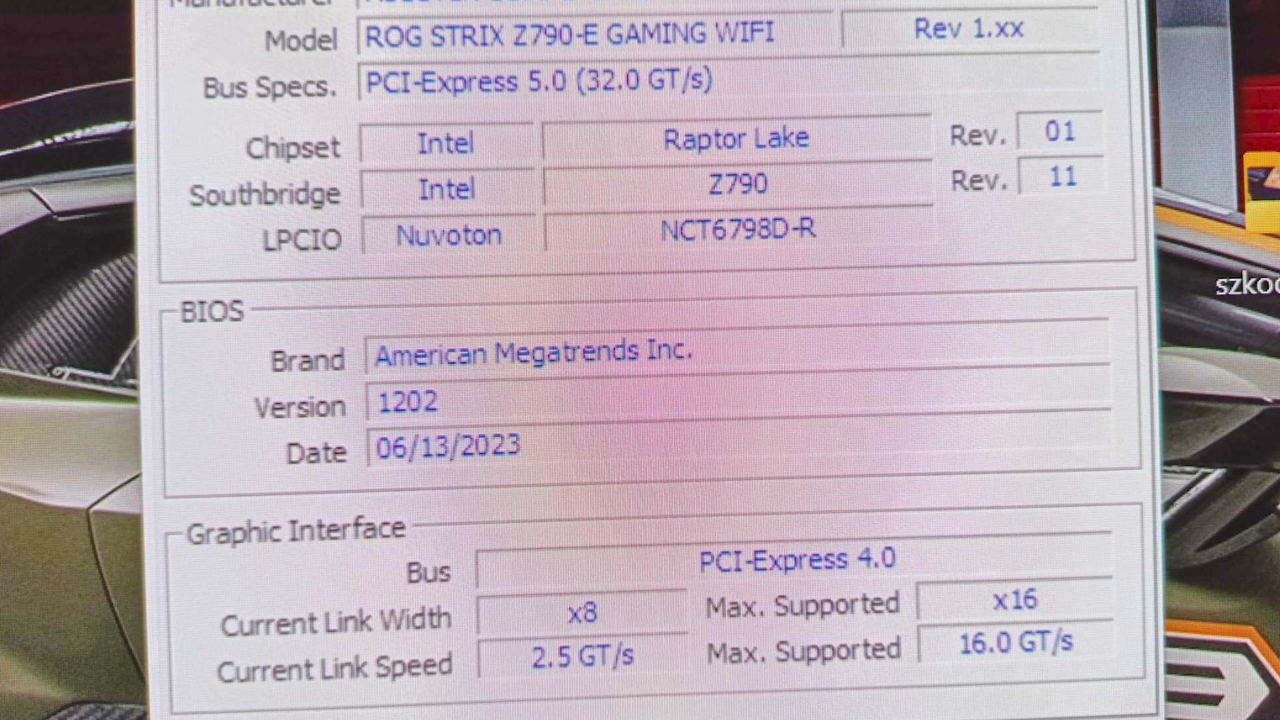 Model ROG STRIX Z790-E GAMING WIFI Rev 1.xx
Bus Specs. PCI-Express 5.0 (32.0 GT/s)
Chipset Intel Raptor Lake Rev. 01
Southbridge Intel Z790 Rev. 11
LPCIO Nuvoton NCT6798D-R
BIOS
Brand American Megatrends Inc.
Version 1202
Date 06/13/2023
Graphic Interface
Bus PCI-Express 4.0
Current Link Width x8 Max. Supported x16
Current Link Speed 2.5 GT/s Max. Supported 16.0 GT/s